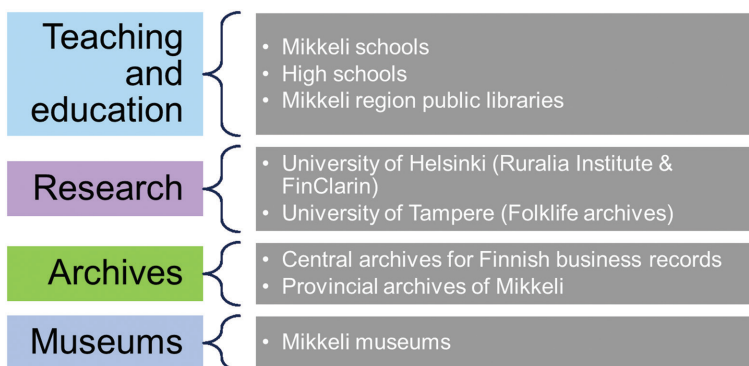 Teaching
and
education
• Mikkeli schools
• High schools
• Mikkeli region public libraries
Research
• University of Helsinki (Ruralia Institute &
FinClarin)
• University of Tampere (Folklife archives)
Archives
• Central archives for Finnish business records
• Provincial archives of Mikkeli
Museums
• Mikkeli museums